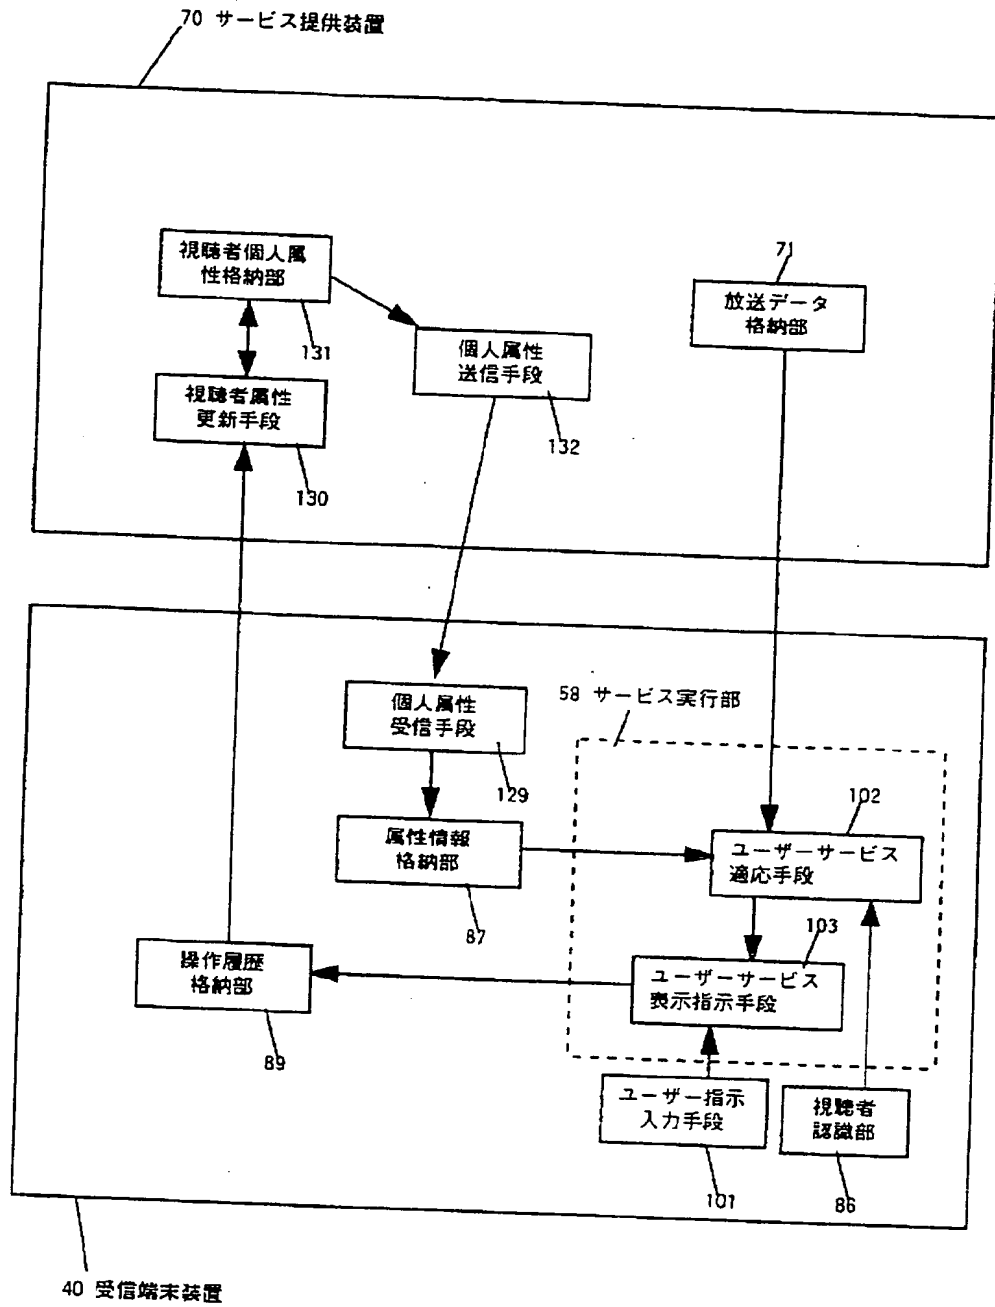 70 サービス提供装置
視聴者個人属
性格納部
131
視聴者属性
更新手段
130
個人属性
送信手段
132
71
放送データ
格納部
個人属性
受信手段
129
58 サービス実行部
属性情報
格納部
87
102
ユーザーサービス
適応手段
103
ユーザーサービス
表示指示手段
操作履歴
格納部
89
ユーザー指示
入力手段
101
視聴者
認識部
86
40 受信端末装置